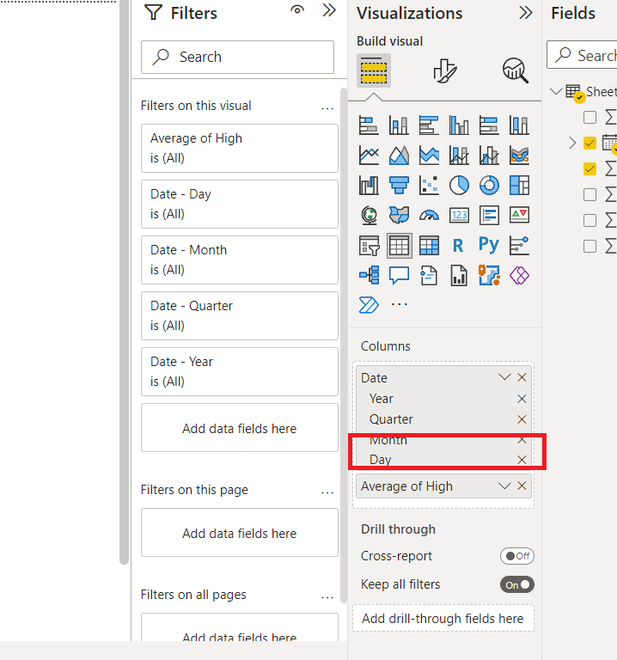 Filters
Search
Filters on this visual
...
Average of High
is (All)
Date - Day
is (All)
Date - Month
is (All)
Date - Quarter
is (All)
Date - Year
is (All)
Add data fields here
Filters on this page
...
Add data fields here
Filters on all pages
...
Add data fields here
Visualizations
Build visual
123
R
Py
...
Columns
Date
Year
Quarter
Month
Day
Average of High
Drill through
Cross-report
Off
Keep all filters
On
Add drill-through fields here
Fields
Search
Sheet
Σ
Σ
Σ
Σ
Σ